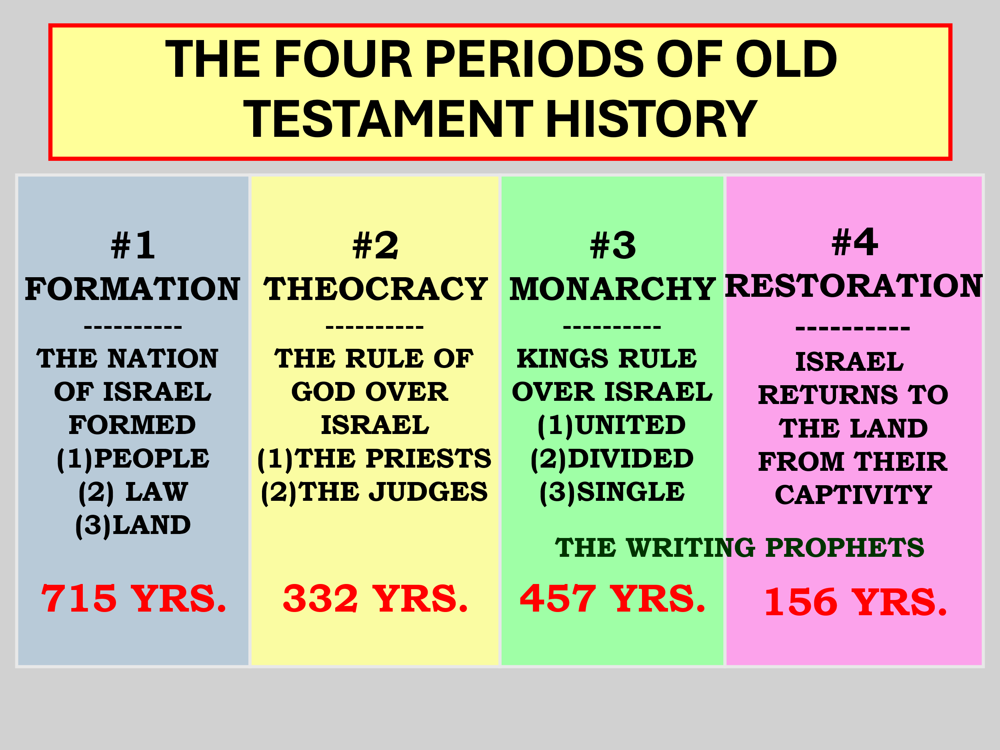 THE FOUR PERIODS OF OLD
TESTAMENT HISTORY
#1
FORMATION
----------
THE NATION
OF ISRAEL
FORMED
(1)PEOPLE
(2) LAW
(3)LAND
715 YRS.
#2
THEOCRACY
----------
THE RULE OF
GOD OVER
ISRAEL
(1)THE PRIESTS
(2)THE JUDGES
332 YRS.
#3
MONARCHY
----------
KINGS RULE
OVER ISRAEL
(1)UNITED
(2)DIVIDED
(3)SINGLE
457 YRS.
#4
RESTORATION
----------
ISRAEL
RETURNS TO
THE LAND
FROM THEIR
CAPTIVITY
THE WRITING PROPHETS
156 YRS.